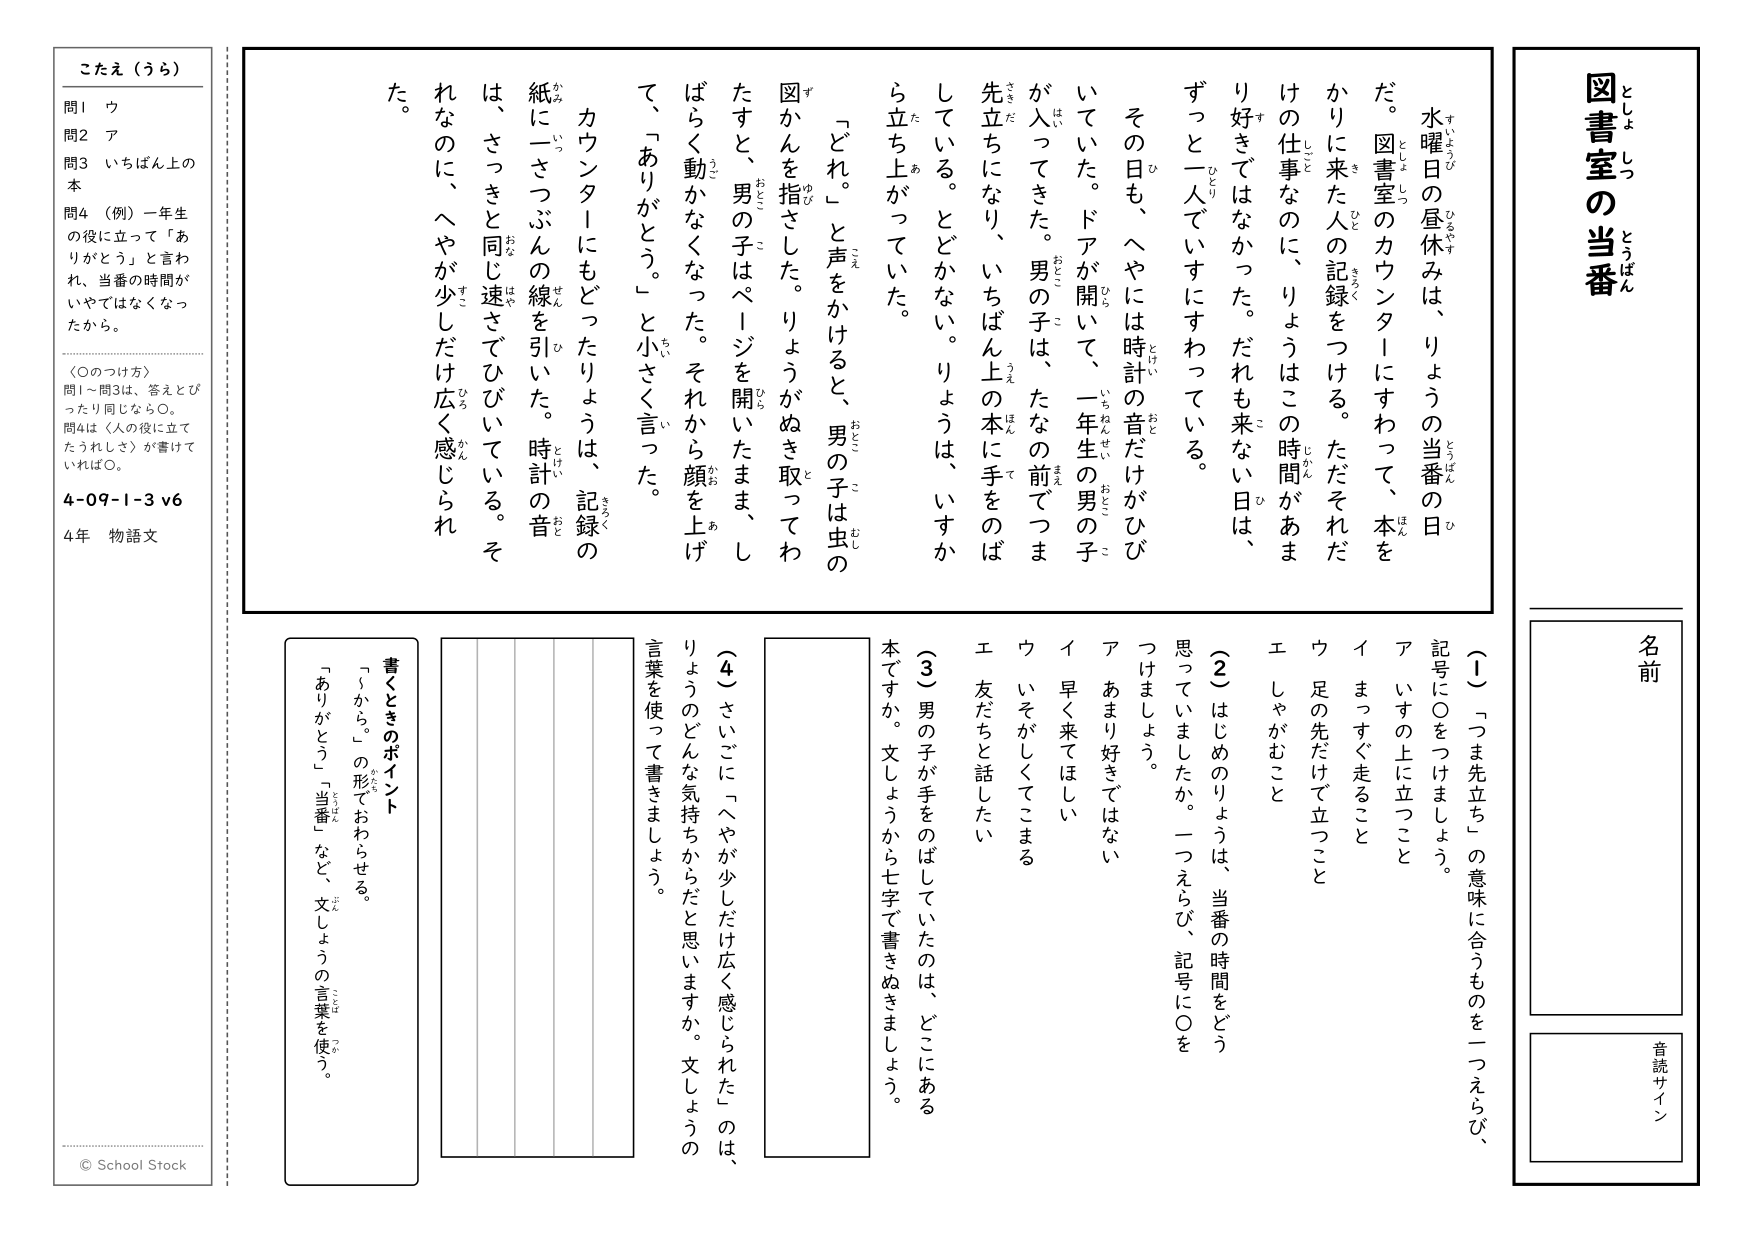 図書室の当番
名前
音読サイン
水曜日の昼休みは、りょうの当番の日
だ。図書室のカウンターにすわって、本を
かりに来た人の記録をつける。ただそれだ
けの仕事なのに、りょうはこの時間があま
り好きではなかった。だれも来ない日は、
ずっと一人でいすにすわっている。
その日も、へやには時計の音だけがひび
いていた。ドアが開いて、一年生の男の子
が入ってきた。男の子は、たなの前でつま
先立ちになり、いちばん上の本に手をのば
している。とどかない。りょうは、いすか
ら立ち上がっていた。
「どれ。」と声をかけると、男の子は虫の
図かんを指さした。りょうがぬき取ってわ
たすと、男の子はページを開いたまま、し
ばらく動かなくなった。それから顔を上げ
て、「ありがとう。」と小さく言った。
カウンターにもどったりょうは、記録の
紙に一さつぶんの線を引いた。時計の音
は、さっきと同じ速さでひびいている。そ
れなのに、へやが少しだけ広く感じられ
た。
(1)「つま先立ち」の意味に合うものを一つえらび、
記号に○をつけましょう。
ア　いすの上に立つこと
イ　まっすぐ走ること
ウ　足の先だけで立つこと
エ　しゃがむこと
(2)はじめのりょうは、当番の時間をどう
思っていましたか。一つえらび、記号に○を
つけましょう。
ア　あまり好きではない
イ　早く来てほしい
ウ　いそがしくてこまる
エ　友だちと話したい
(3)男の子が手をのばしていたのは、どこにある
本ですか。文しょうから七字で書きぬきましょう。
(4)さいごに「へやが少しだけ広く感じられた」のは、
りょうのどんな気持ちからだと思いますか。文しょうの
言葉を使って書きましょう。
書くときのポイント
「〜から。」の形でおわらせる。
「ありがとう」「当番」など、文しょうの言葉を使う。
こたえ（うら）
問1　ウ
問2　ア
問3　いちばん上の
本
問4　（例）一年生
の役に立って「あ
りがとう」と言わ
れ、当番の時間が
いやではなくなっ
たから。
〈○のつけ方〉
問1〜問3は、答えとぴ
ったり同じなら○。
問4は〈人の役に立て
たうれしさ〉が書けて
いれば○。
4-09-1-3 v6
4年　物語文
© School Stock